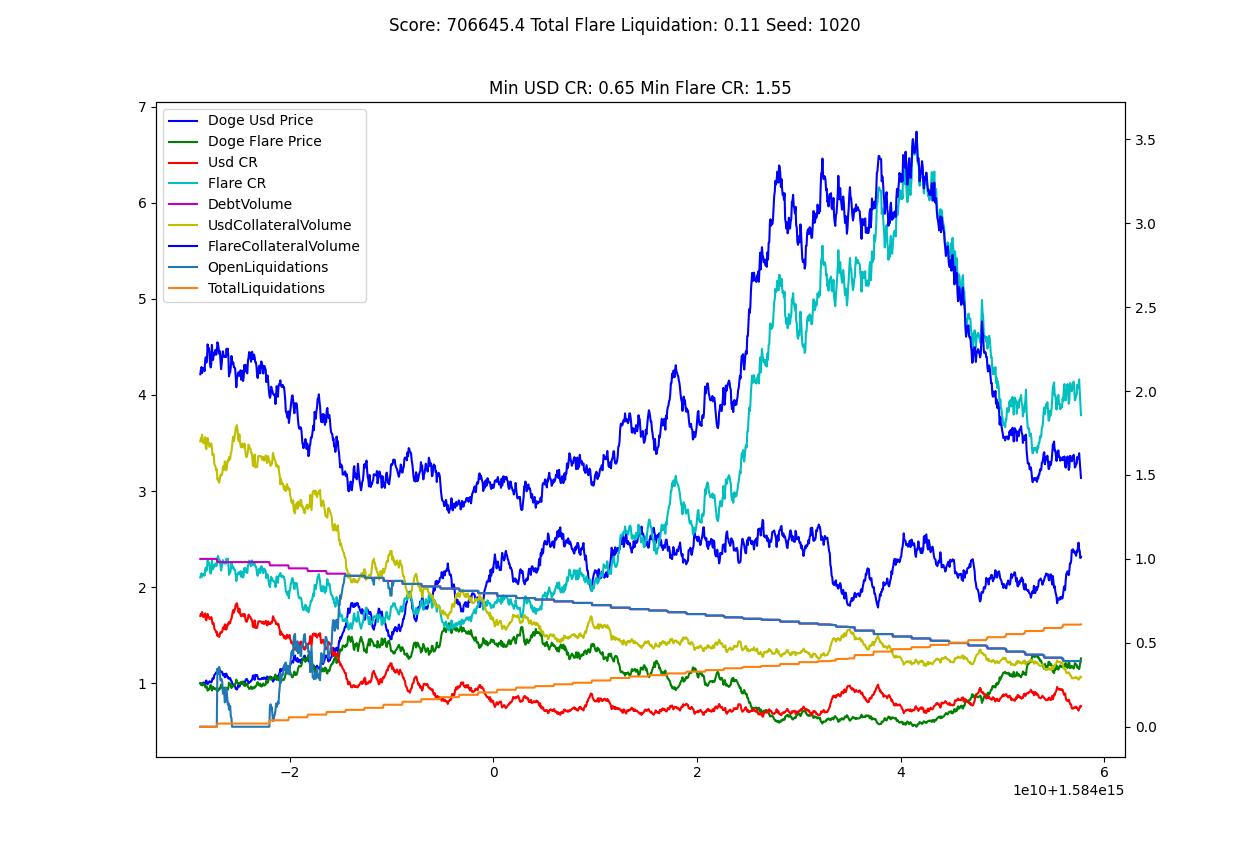 Score: 706645.4 Total Flare Liquidation: 0.11 Seed: 1020
Min USD CR: 0.65 Min Flare CR: 1.55
Doge Usd Price
Doge Flare Price
Usd CR
Flare CR
DebtVolume
UsdCollateralVolume
FlareCollateralVolume
OpenLiquidations
TotalLiquidations
7
6
5
4
3
2
1
3.5
3.0
2.5
2.0
1.5
1.0
0.5
0.0
−2 0 2 4 6
1e10+1.584e15